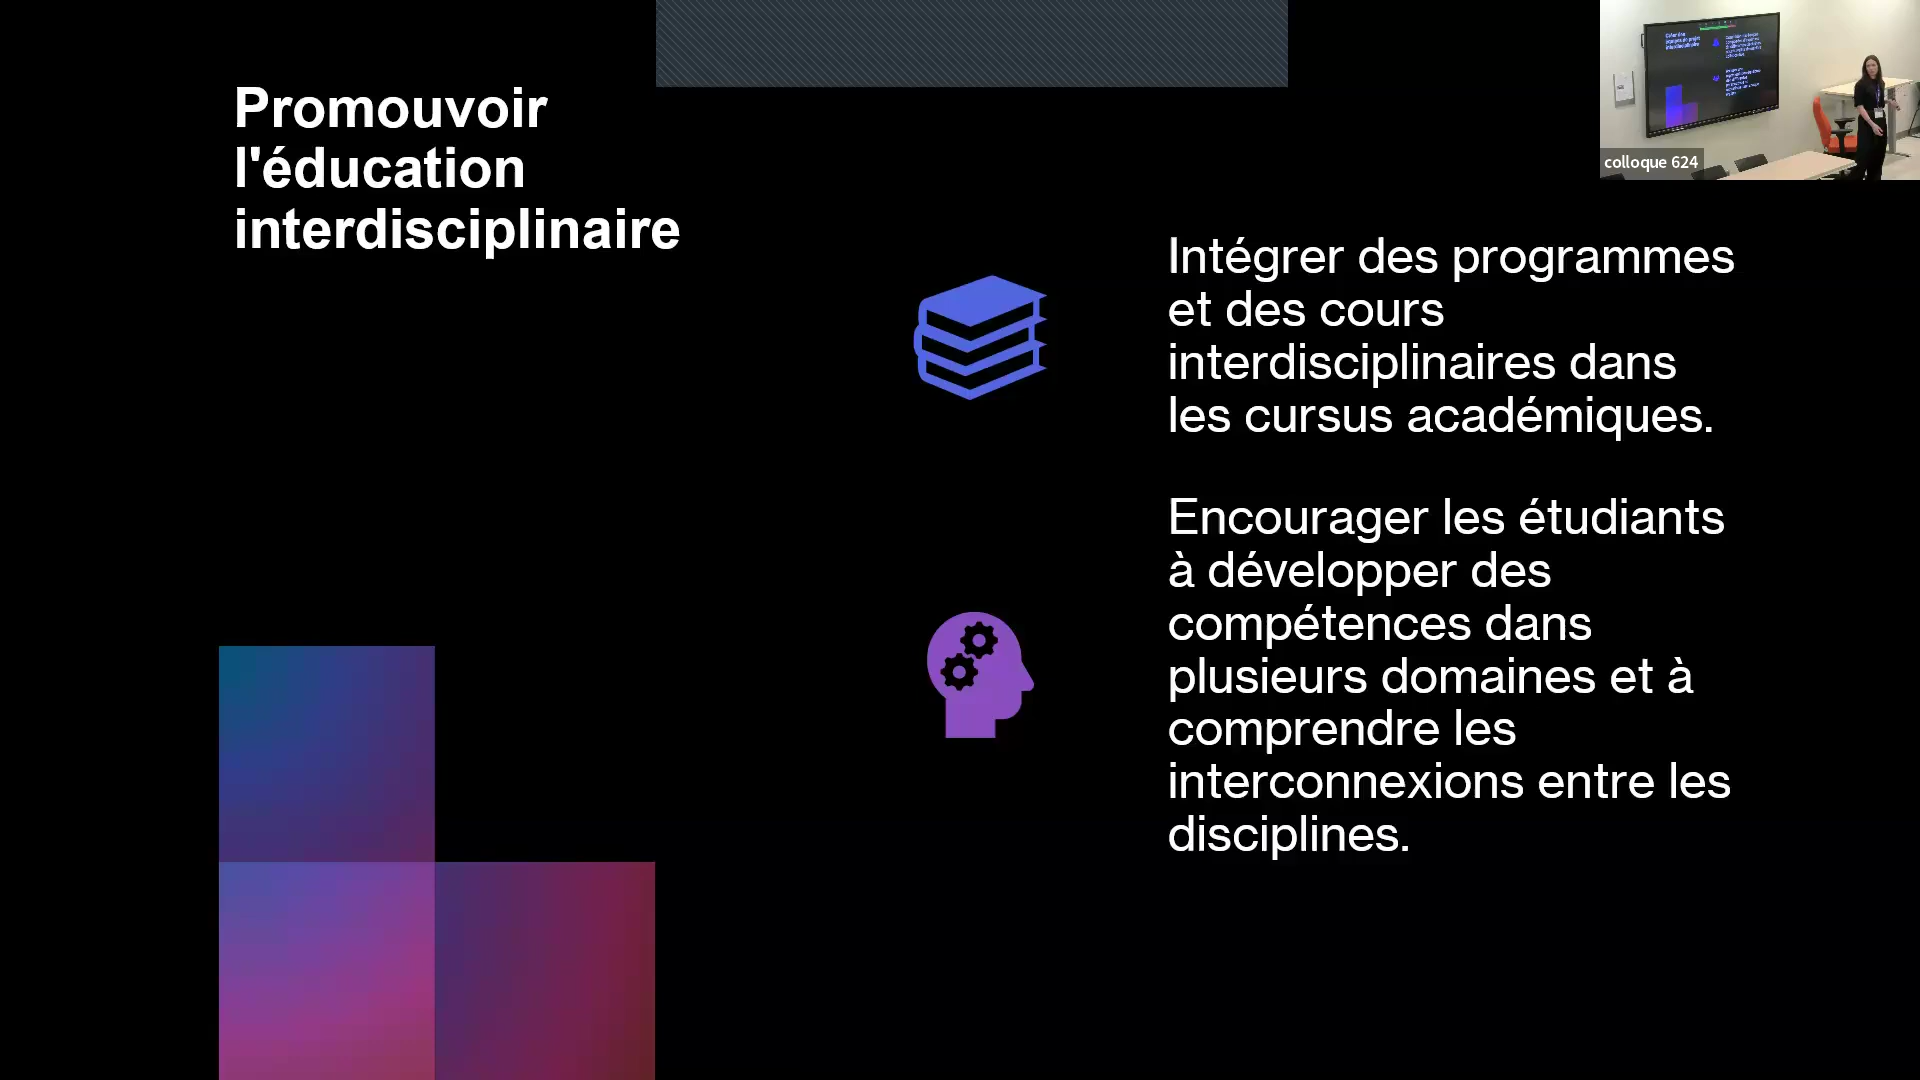 Promouvoir
l'éducation
interdisciplinaire
Intégrer des programmes
et des cours
interdisciplinaires dans
les cursus académiques.
Encourager les étudiants
à développer des
compétences dans
plusieurs domaines et à
comprendre les
interconnexions entre les
disciplines.
colloque 624